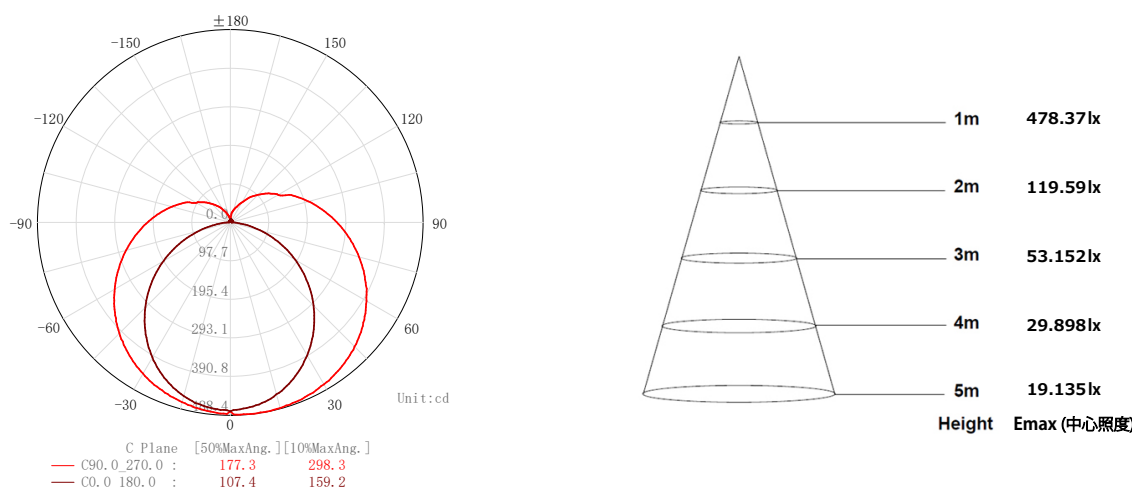 ±180
-150
150
-120
120
-90
90
-60
60
-30
30
0
0.0
97.7
195.4
293.1
390.8
488.4
Unit:cd
C Plane [50%MaxAng.][10%MaxAng.]
C90.0_270.0 : 177.3 298.3
C0.0 180.0 : 107.4 159.2
1m 478.37lx
2m 119.59lx
3m 53.152lx
4m 29.898lx
5m 19.135lx
Height Emax (中心照度)